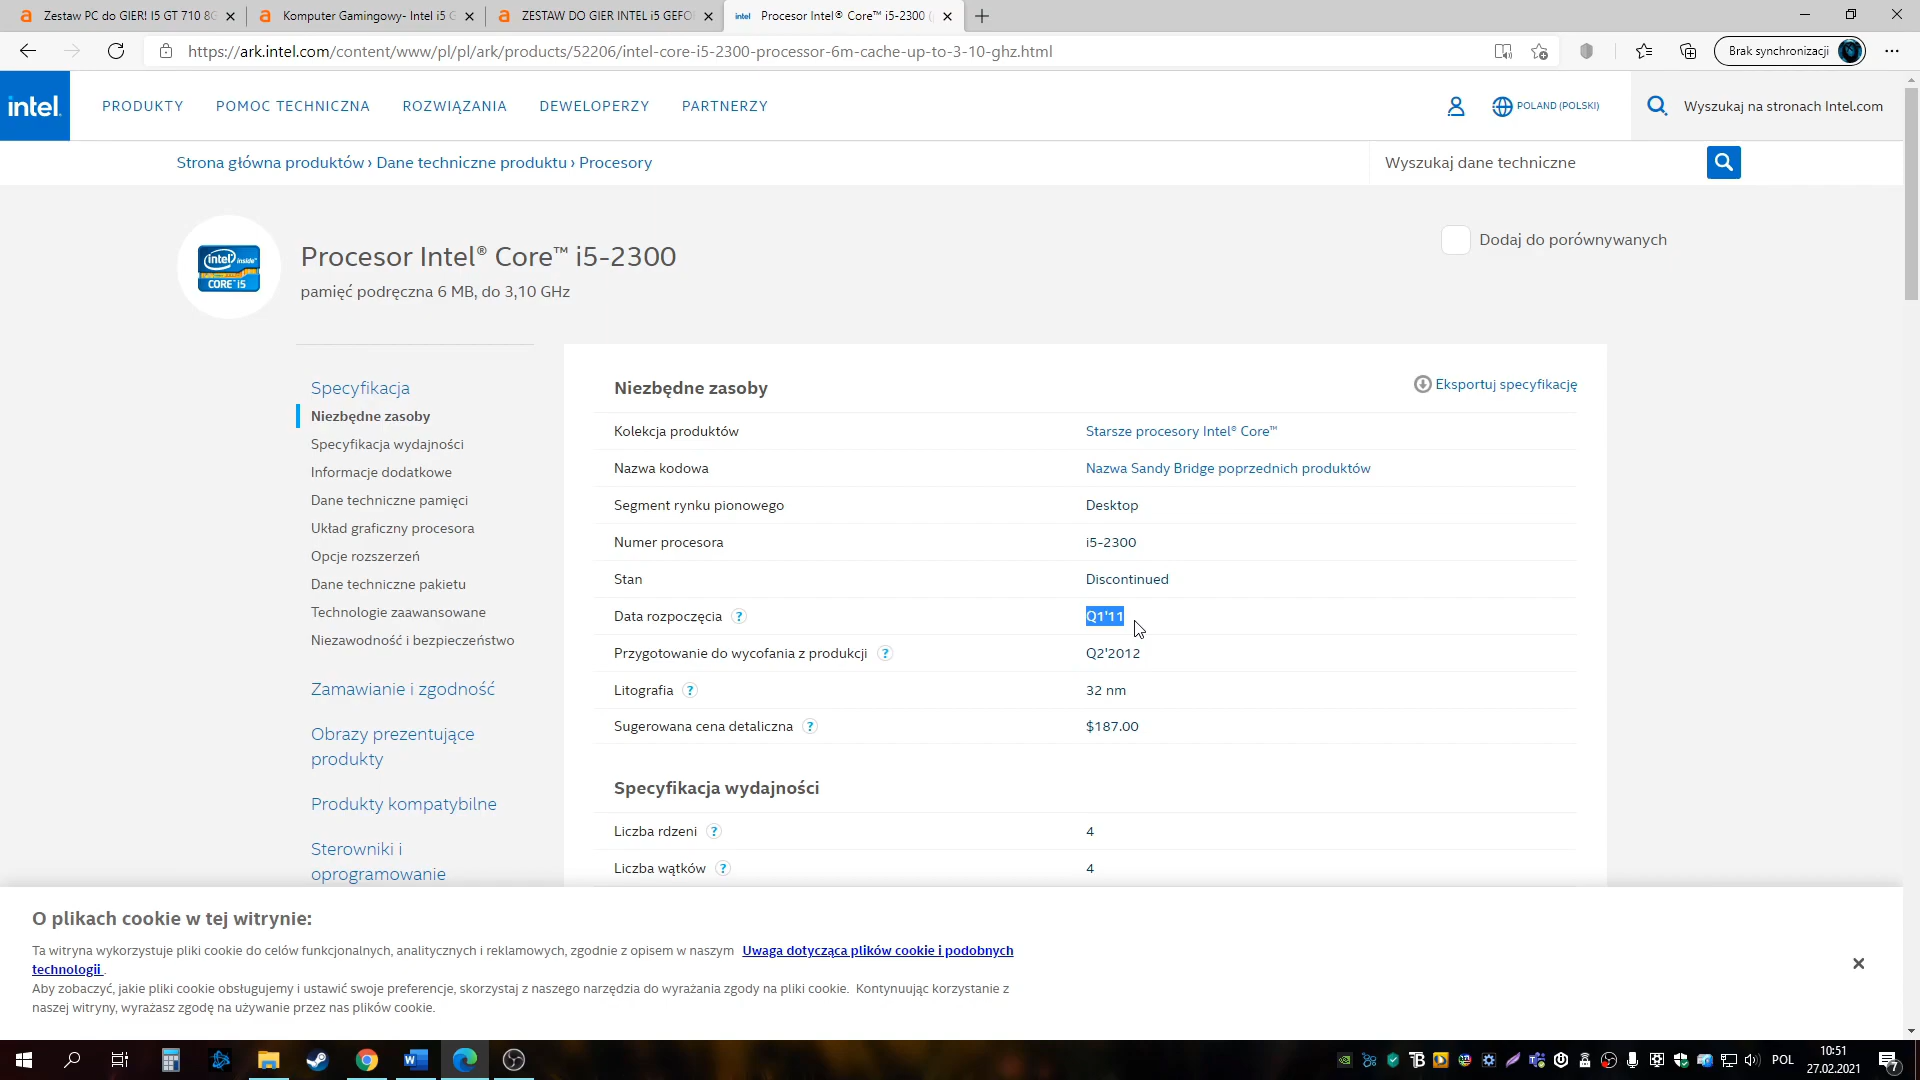 Zestaw PC do GIER! I5 GT 710 8G
Komputer Gamingowy- Intel i5 G
ZESTAW DO GIER INTEL i5 GEFO
intel Procesor Intel® Core™ i5-2300 (
https://ark.intel.com/content/www/pl/pl/ark/products/52206/intel-core-i5-2300-processor-6m-cache-up-to-3-10-ghz.html
Brak synchronizacji
intel.
PRODUKTY POMOC TECHNICZNA ROZWIĄZANIA DEWELOPERZY PARTNERZY
POLAND (POLSKI)
Wyszukaj na stronach Intel.com
Strona główna produktów › Dane techniczne produktu › Procesory
Wyszukaj dane techniczne
intel inside™
CORE™ i5
Procesor Intel® Core™ i5-2300
pamięć podręczna 6 MB, do 3,10 GHz
Dodaj do porównywanych
Specyfikacja
Niezbędne zasoby
Specyfikacja wydajności
Informacje dodatkowe
Dane techniczne pamięci
Układ graficzny procesora
Opcje rozszerzeń
Dane techniczne pakietu
Technologie zaawansowane
Niezawodność i bezpieczeństwo
Zamawianie i zgodność
Obrazy prezentujące
produkty
Produkty kompatybilne
Sterowniki i
oprogramowanie
Niezbędne zasoby
Eksportuj specyfikację
Kolekcja produktów Starsze procesory Intel® Core™
Nazwa kodowa Nazwa Sandy Bridge poprzednich produktów
Segment rynku pionowego Desktop
Numer procesora i5-2300
Stan Discontinued
Data rozpoczęcia ? Q1'11
Przygotowanie do wycofania z produkcji ? Q2'2012
Litografia ? 32 nm
Sugerowana cena detaliczna ? $187.00
Specyfikacja wydajności
Liczba rdzeni ? 4
Liczba wątków ? 4
O plikach cookie w tej witrynie:
Ta witryna wykorzystuje pliki cookie do celów funkcjonalnych, analitycznych i reklamowych, zgodnie z opisem w naszym Uwaga dotycząca plików cookie i podobnych
technologii .
Aby zobaczyć, jakie pliki cookie obsługujemy i ustawić swoje preferencje, skorzystaj z naszego narzędzia do wyrażania zgody na pliki cookie. Kontynuując korzystanie z
naszej witryny, wyrażasz zgodę na używanie przez nas plików cookie.
POL
10:51
27.02.2021
7